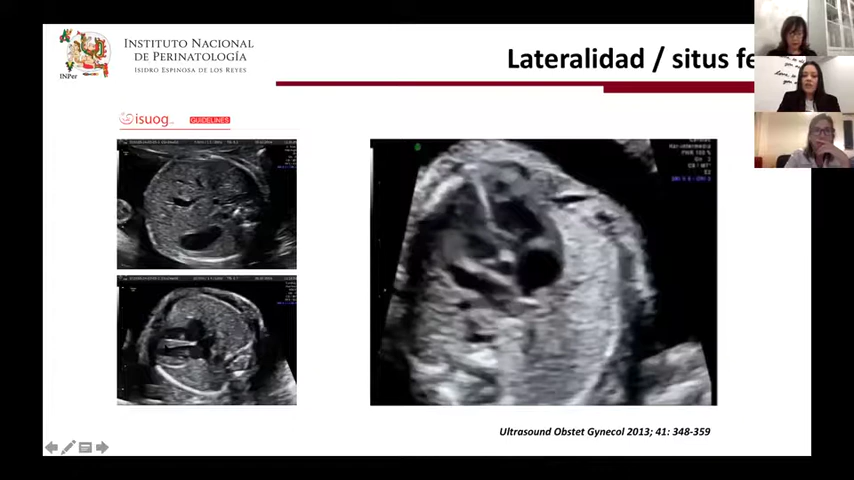 INSTITUTO NACIONAL
DE PERINATOLOGÍA
ISIDRO ESPINOSA DE LOS REYES
INPer
Lateralidad / situs fe
isuog
GUIDELINES
Ultrasound Obstet Gynecol 2013; 41: 348-359